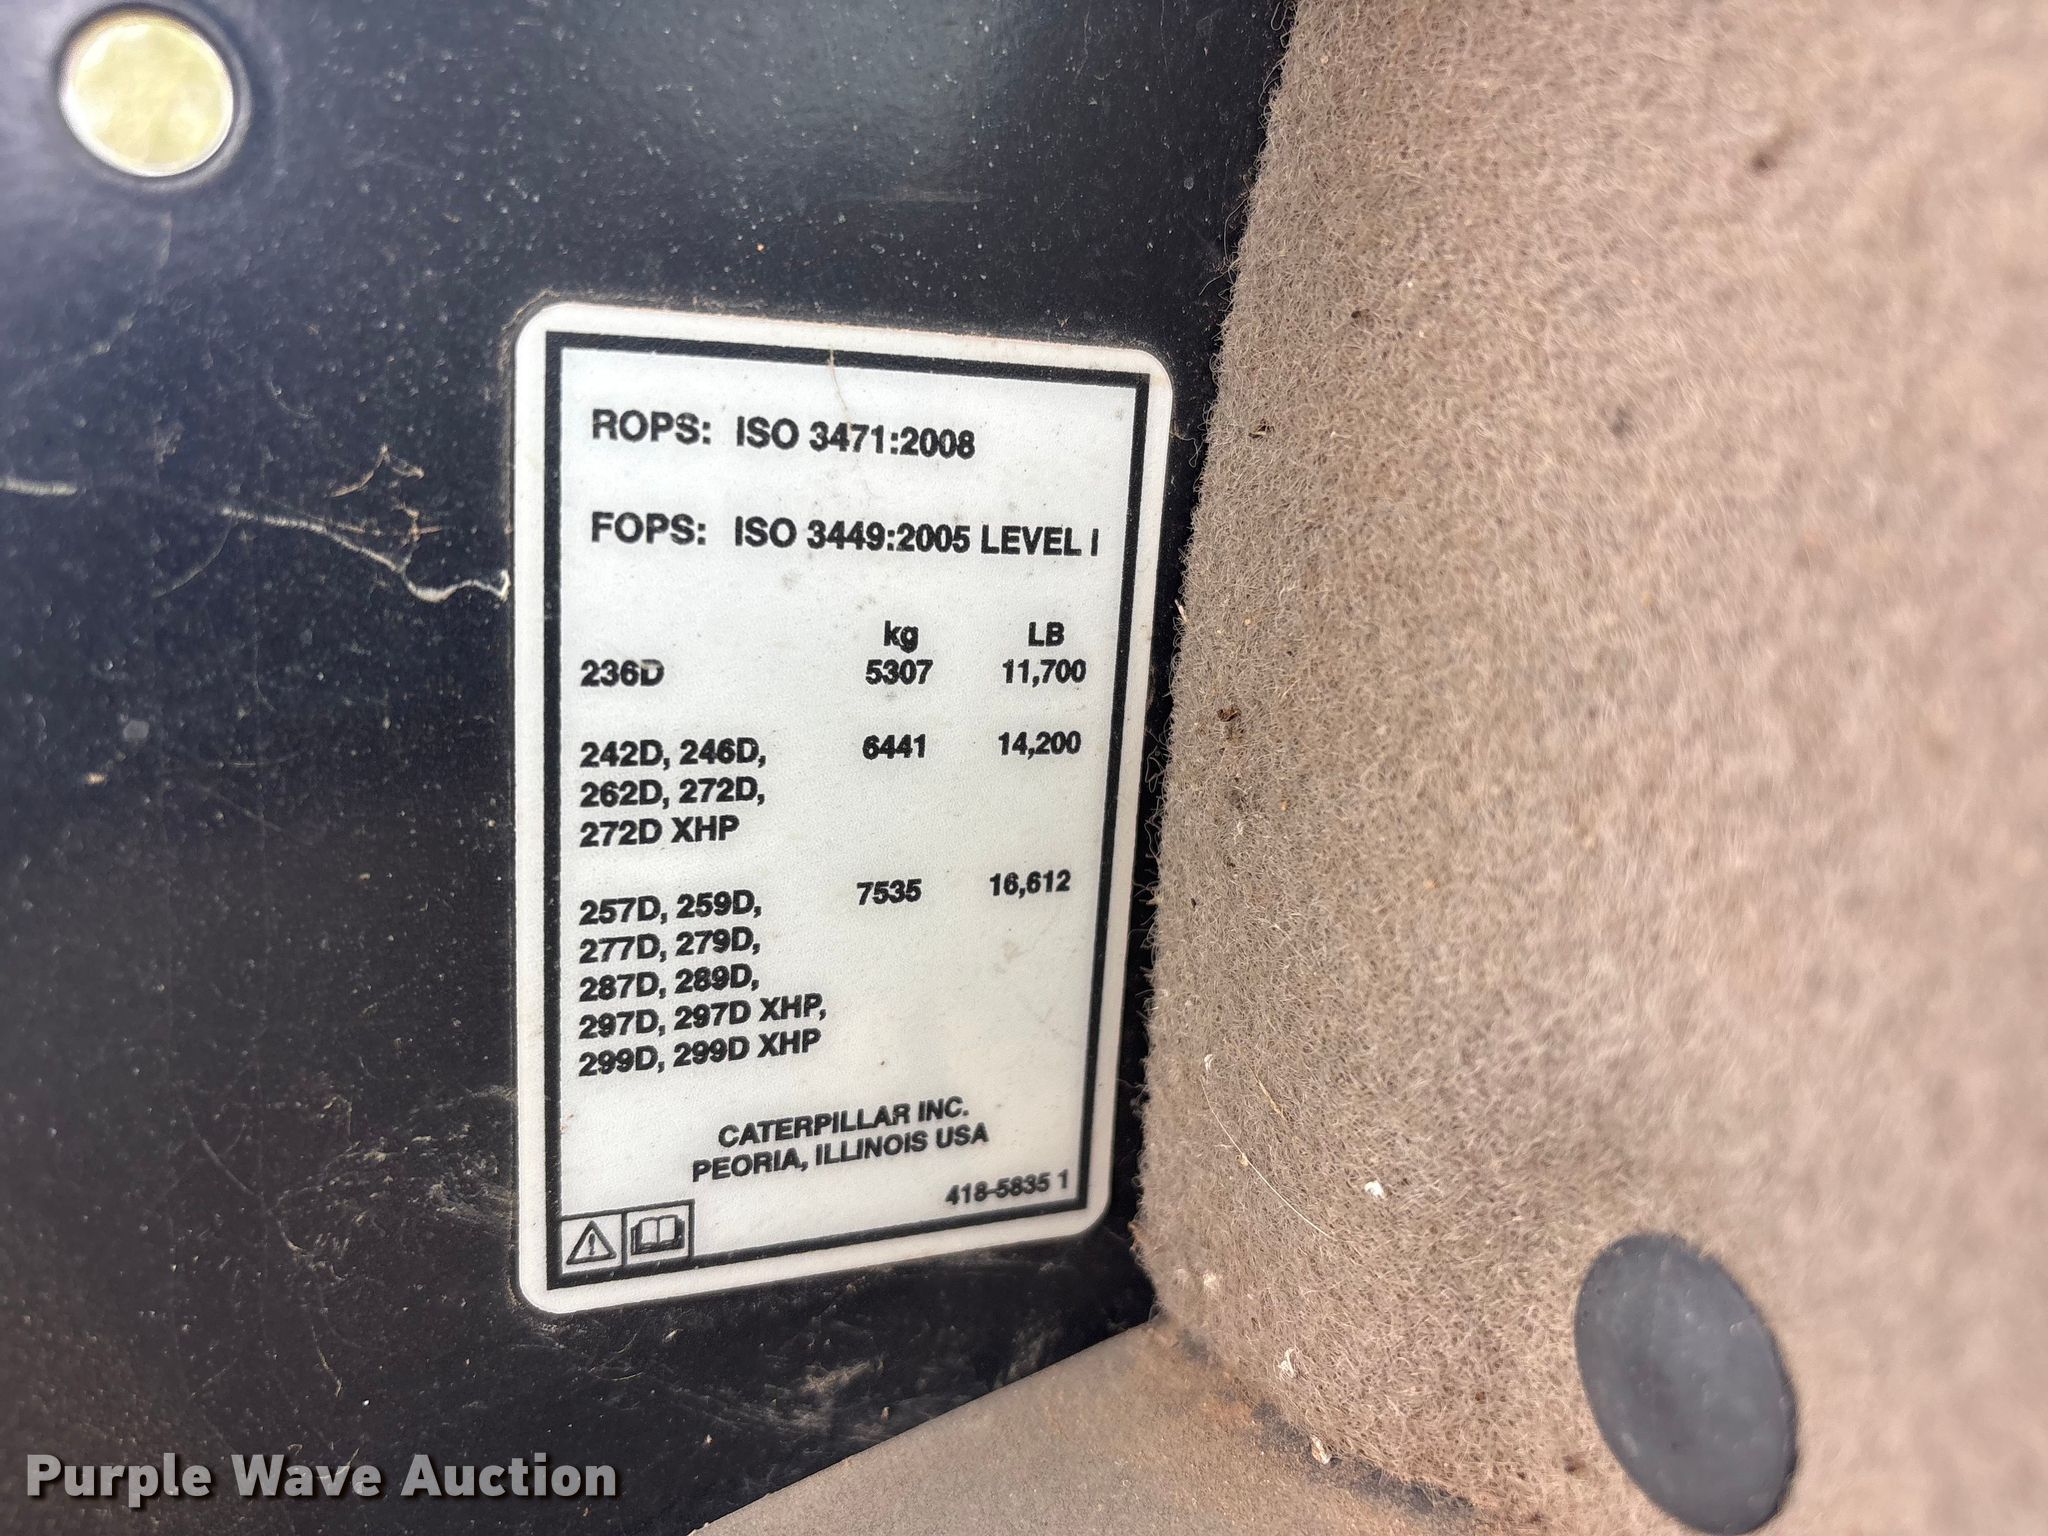 ROPS: ISO 3471:2008
FOPS: ISO 3449:2005 LEVEL I
kg LB
236D 5307 11,700
242D, 246D, 6441 14,200
262D, 272D,
272D XHP
257D, 259D, 7535 16,612
277D, 279D,
287D, 289D,
297D, 297D XHP,
299D, 299D XHP
CATERPILLAR INC.
PEORIA, ILLINOIS USA
418-5835 1
Purple Wave Auction